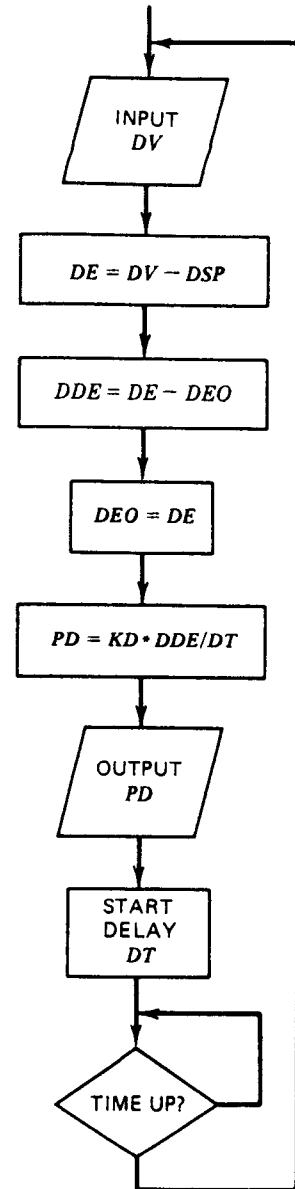 INPUT
DV
DE = DV − DSP
DDE = DE − DEO
DEO = DE
PD = KD * DDE/DT
OUTPUT
PD
START
DELAY
DT
TIME UP?